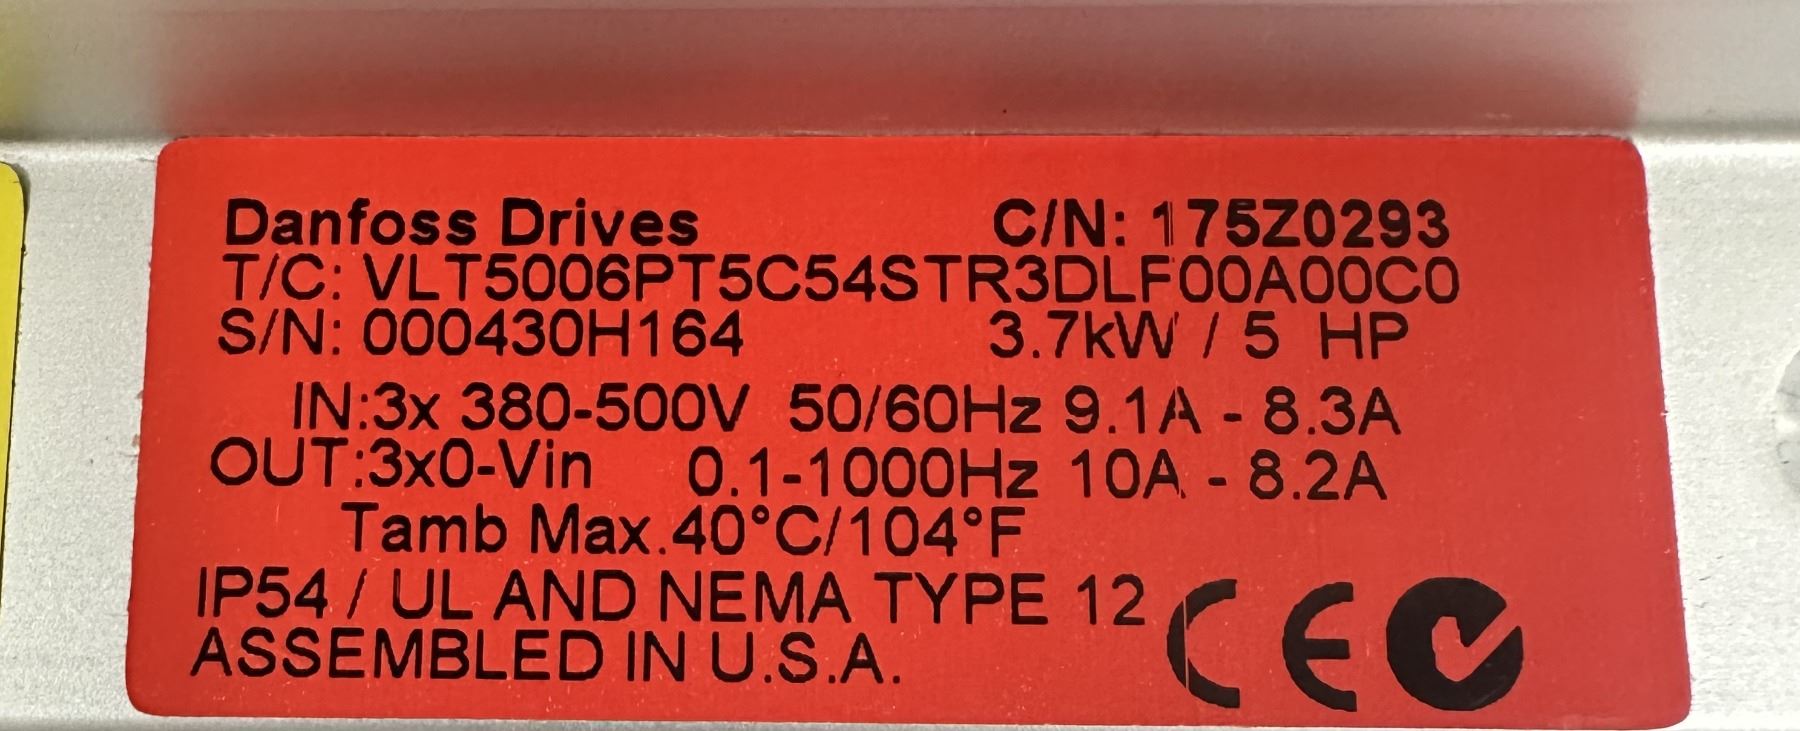 Danfoss Drives C/N: 175Z0293
T/C: VLT5006PT5C54STR3DLF00A00C0
S/N: 000430H164 3.7kW / 5 HP
IN:3x 380-500V 50/60Hz 9.1A - 8.3A
OUT:3x0-Vin 0.1-1000Hz 10A - 8.2A
Tamb Max.40°C/104°F
IP54 / UL AND NEMA TYPE 12
ASSEMBLED IN U.S.A. CE